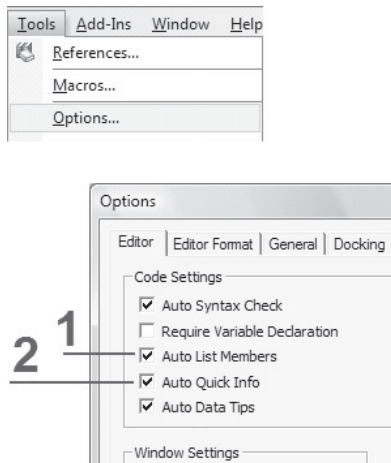 Tools Add-Ins Window Help
References...
Macros...
Options...
Options
Editor Editor Format General Docking
Code Settings
Auto Syntax Check
Require Variable Declaration
1 Auto List Members
2 Auto Quick Info
Auto Data Tips
Window Settings